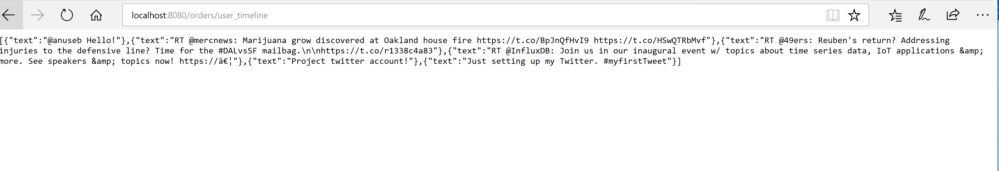 localhost:8080/orders/user_timeline
[{"text":"@anuseb Hello!"},{"text":"RT @mercnews: Marijuana grow discovered at Oakland house fire https://t.co/BpJnQfHvI9 https://t.co/HSwQTRbMvf"},{"text":"RT @49ers: Reuben's return? Addressing
injuries to the defensive line? Time for the #DALvsSF mailbag.\n\nhttps://t.co/r1338c4a83"},{"text":"RT @InfluxDB: Join us in our inaugural event w/ topics about time series data, IoT applications &amp;
more. See speakers &amp; topics now! https://â€¦"},{"text":"Project twitter account!"},{"text":"Just setting up my Twitter. #myfirstTweet"}]